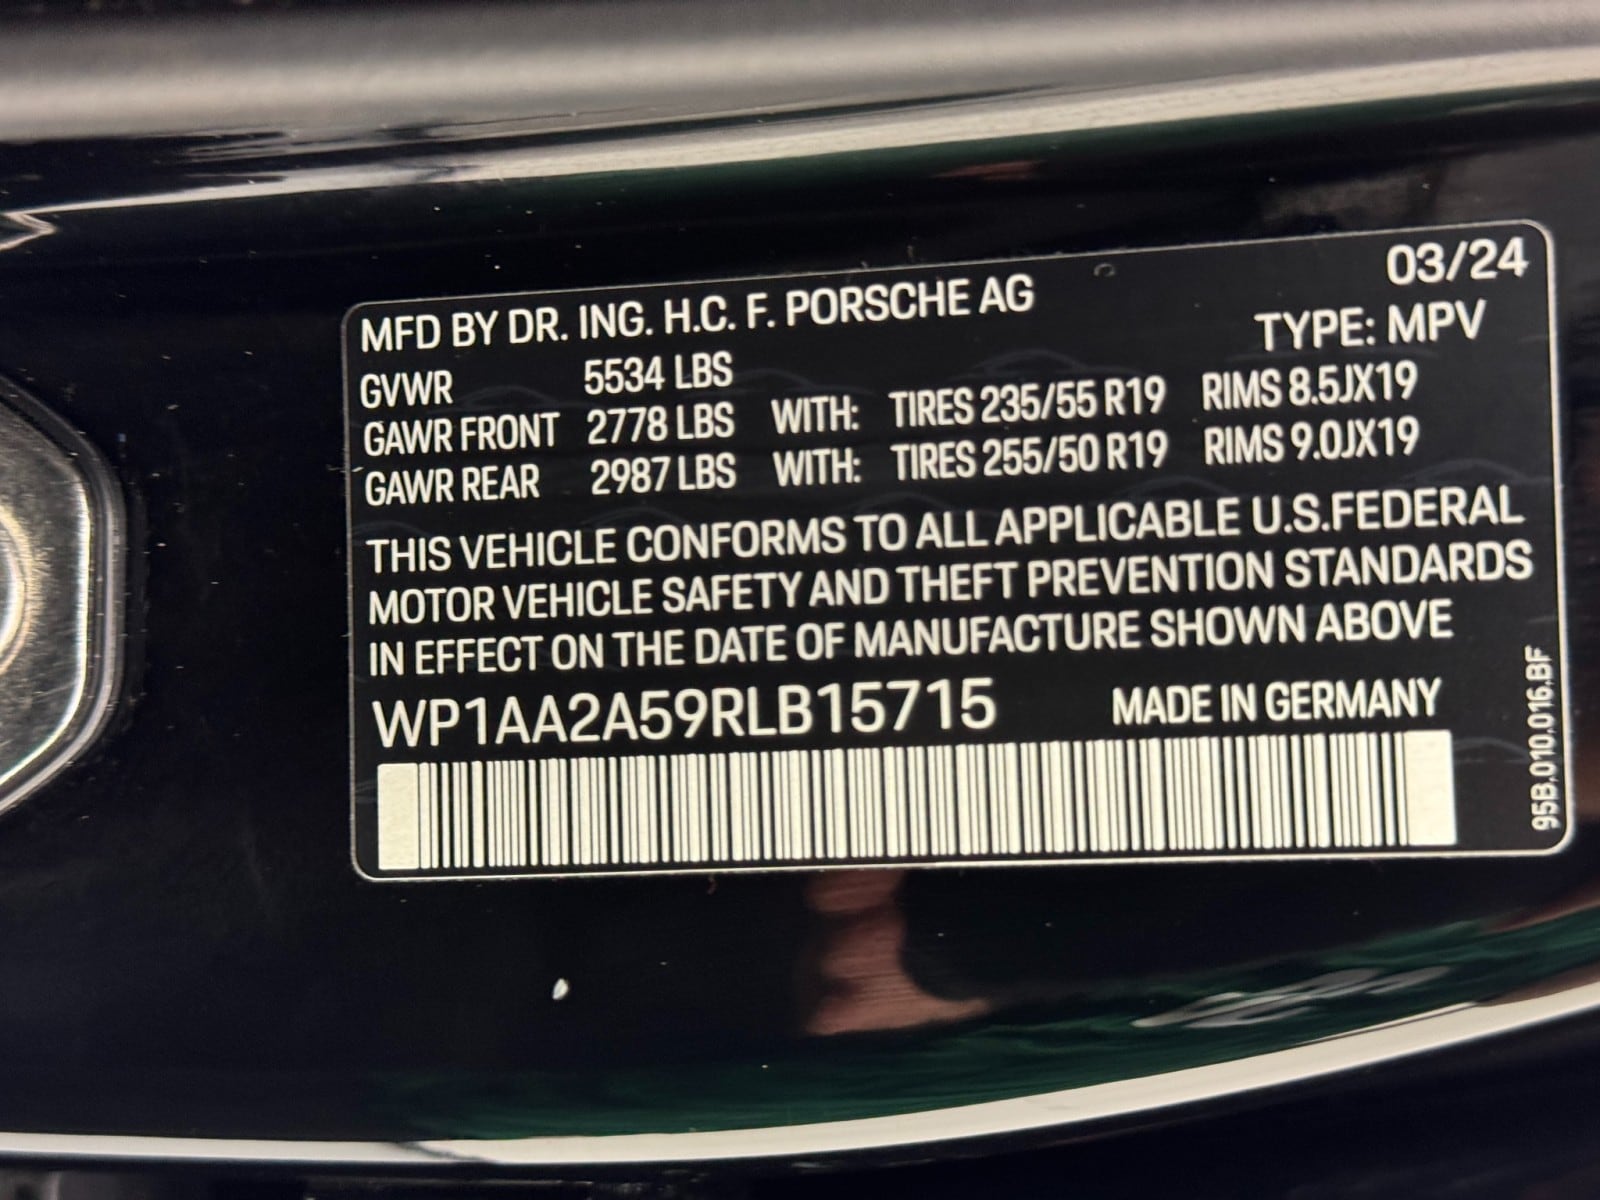 03/24
MFD BY DR. ING. H.C. F. PORSCHE AG
TYPE: MPV
GVWR 5534 LBS
GAWR FRONT 2778 LBS WITH: TIRES 235/55 R19 RIMS 8.5JX19
GAWR REAR 2987 LBS WITH: TIRES 255/50 R19 RIMS 9.0JX19
THIS VEHICLE CONFORMS TO ALL APPLICABLE U.S.FEDERAL
MOTOR VEHICLE SAFETY AND THEFT PREVENTION STANDARDS
IN EFFECT ON THE DATE OF MANUFACTURE SHOWN ABOVE
WP1AA2A59RLB15715 MADE IN GERMANY
95B.010.016.BF